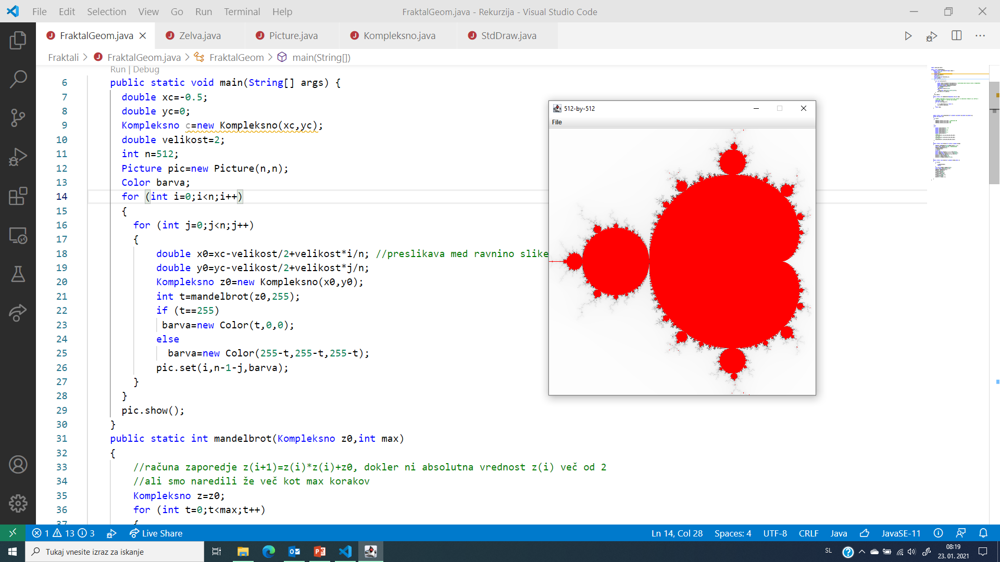 File Edit Selection View Go Run Terminal Help
FraktalGeom.java - Rekurzija - Visual Studio Code
FraktalGeom.java Zelva.java Picture.java Kompleksno.java StdDraw.java
Fraktali > FraktalGeom.java > FraktalGeom > main(String[])
Run | Debug
6 public static void main(String[] args) {
7 double xc=-0.5;
8 double yc=0;
9 Kompleksno c=new Kompleksno(xc,yc);
10 double velikost=2;
11 int n=512;
12 Picture pic=new Picture(n,n);
13 Color barva;
14 for (int i=0;i<n;i++)
15 {
16 for (int j=0;j<n;j++)
17 {
18 double x0=xc-velikost/2+velikost*i/n; //preslikava med ravnino slike
19 double y0=yc-velikost/2+velikost*j/n;
20 Kompleksno z0=new Kompleksno(x0,y0);
21 int t=mandelbrot(z0,255);
22 if (t==255)
23 barva=new Color(t,0,0);
24 else
25 barva=new Color(255-t,255-t,255-t);
26 pic.set(i,n-1-j,barva);
27 }
28 }
29 pic.show();
30 }
31 public static int mandelbrot(Kompleksno z0,int max)
32 {
33 //računa zaporedje z(i+1)=z(i)*z(i)+z0, dokler ni absolutna vrednost z(i) več od 2
34 //ali smo naredili že več kot max korakov
35 Kompleksno z=z0;
36 for (int t=0;t<max;t++)
37 {
512-by-512
File
1 13 3 Live Share
Ln 14, Col 28 Spaces: 4 UTF-8 CRLF Java JavaSE-11
Tukaj vnesite izraz za iskanje
SL
08:19
23. 01. 2021